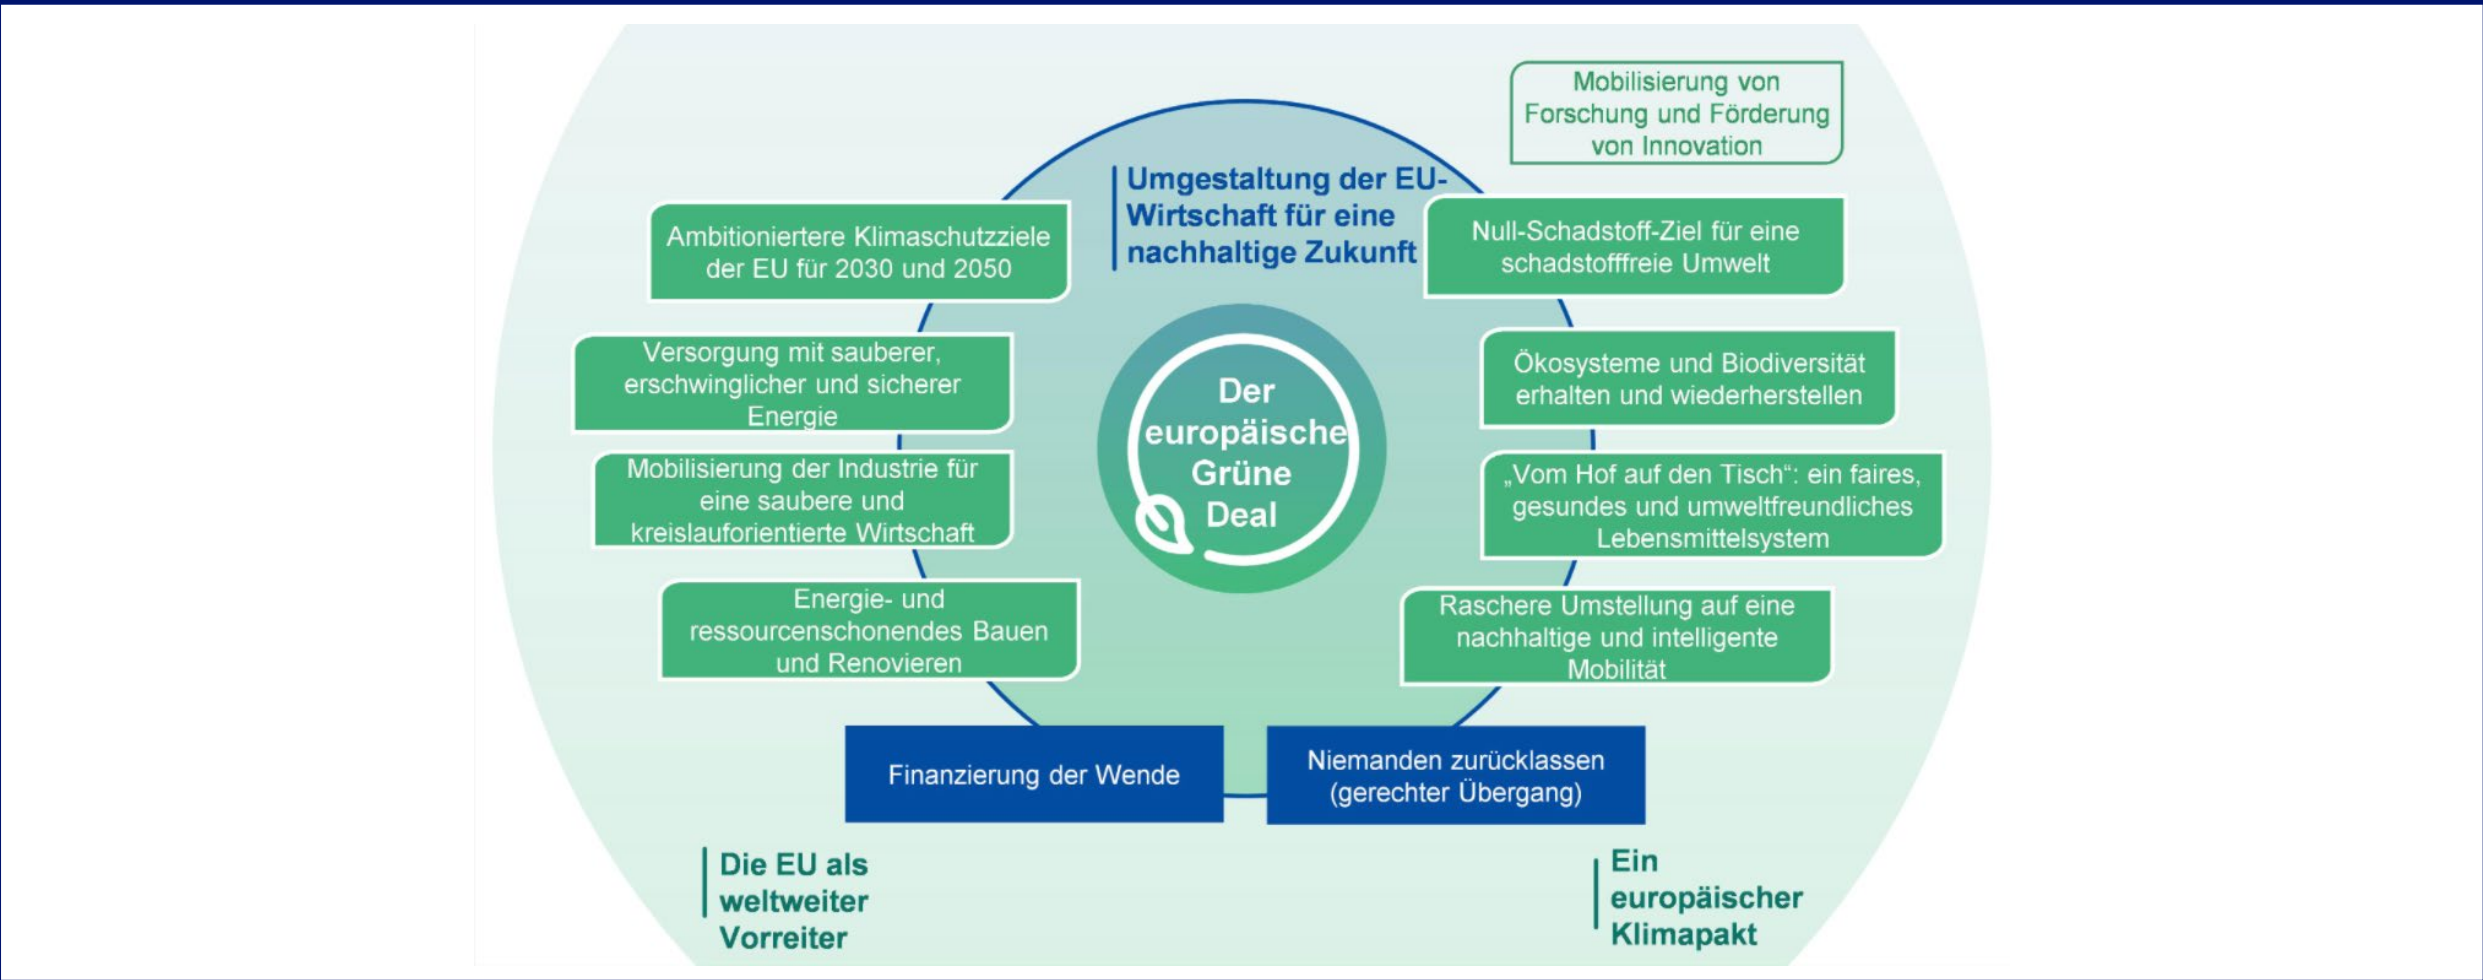 Mobilisierung von
Forschung und Förderung
von Innovation
Umgestaltung der EU-
Wirtschaft für eine
nachhaltige Zukunft
Ambitioniertere Klimaschutzziele
der EU für 2030 und 2050
Null-Schadstoff-Ziel für eine
schadstofffreie Umwelt
Versorgung mit sauberer,
erschwinglicher und sicherer
Energie
Ökosysteme und Biodiversität
erhalten und wiederherstellen
Der
europäische
Grüne
Deal
Mobilisierung der Industrie für
eine saubere und
kreislauforientierte Wirtschaft
„Vom Hof auf den Tisch“: ein faires,
gesundes und umweltfreundliches
Lebensmittelsystem
Energie- und
ressourcenschonendes Bauen
und Renovieren
Raschere Umstellung auf eine
nachhaltige und intelligente
Mobilität
Finanzierung der Wende
Niemanden zurücklassen
(gerechter Übergang)
Die EU als
weltweiter
Vorreiter
Ein
europäischer
Klimapakt